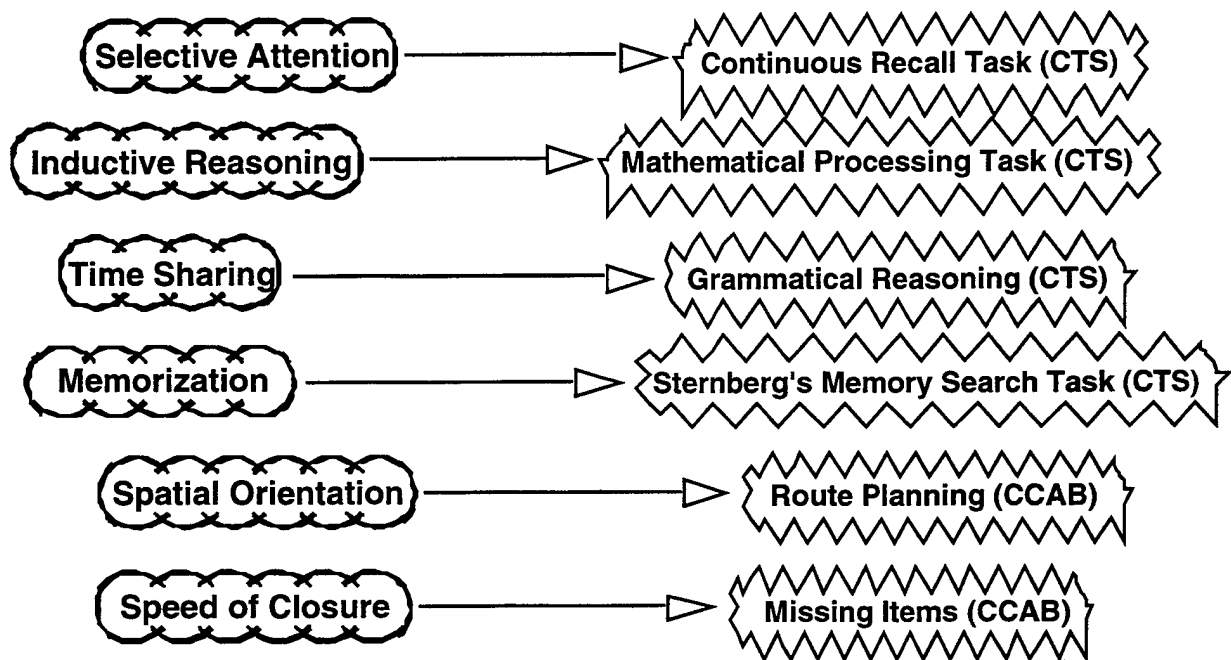 Selective Attention
Continuous Recall Task (CTS)
Inductive Reasoning
Mathematical Processing Task (CTS)
Time Sharing
Grammatical Reasoning (CTS)
Memorization
Sternberg's Memory Search Task (CTS)
Spatial Orientation
Route Planning (CCAB)
Speed of Closure
Missing Items (CCAB)